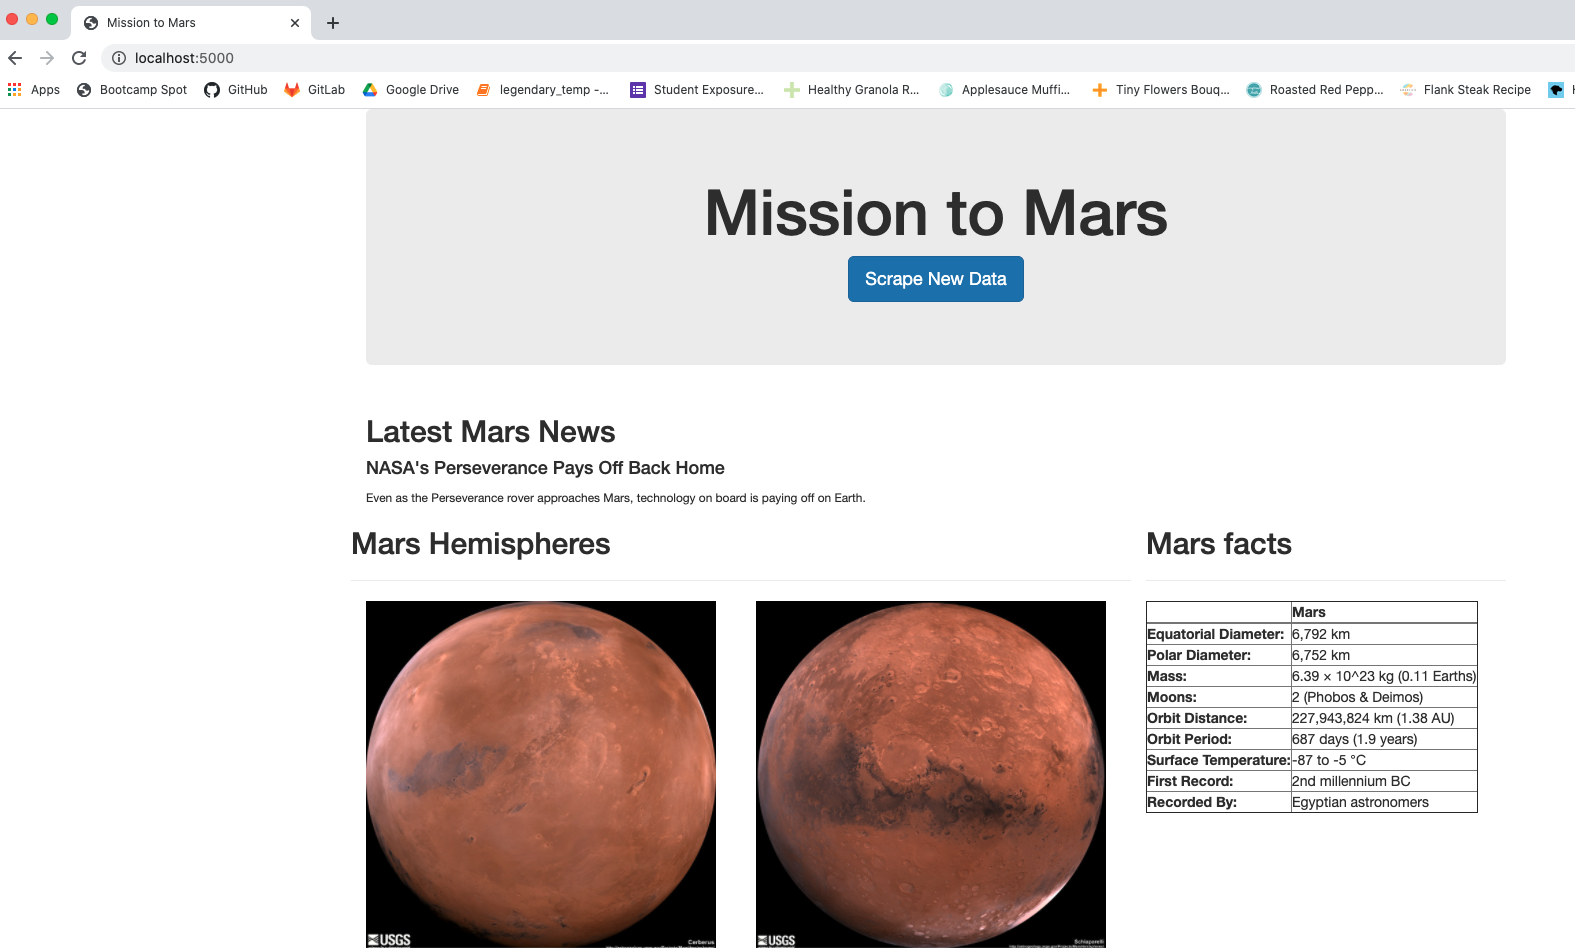 Mission to Mars
localhost:5000
Apps Bootcamp Spot GitHub GitLab Google Drive legendary_temp -... Student Exposure... Healthy Granola R... Applesauce Muffi... Tiny Flowers Bouq... Roasted Red Pepp... Flank Steak Recipe
Mission to Mars
Scrape New Data
Latest Mars News
NASA's Perseverance Pays Off Back Home
Even as the Perseverance rover approaches Mars, technology on board is paying off on Earth.
Mars Hemispheres
USGS
Cerberus
USGS
Schiaparelli
Mars facts
Mars
Equatorial Diameter: 6,792 km
Polar Diameter: 6,752 km
Mass: 6.39 × 10^23 kg (0.11 Earths)
Moons: 2 (Phobos & Deimos)
Orbit Distance: 227,943,824 km (1.38 AU)
Orbit Period: 687 days (1.9 years)
Surface Temperature: -87 to -5 °C
First Record: 2nd millennium BC
Recorded By: Egyptian astronomers